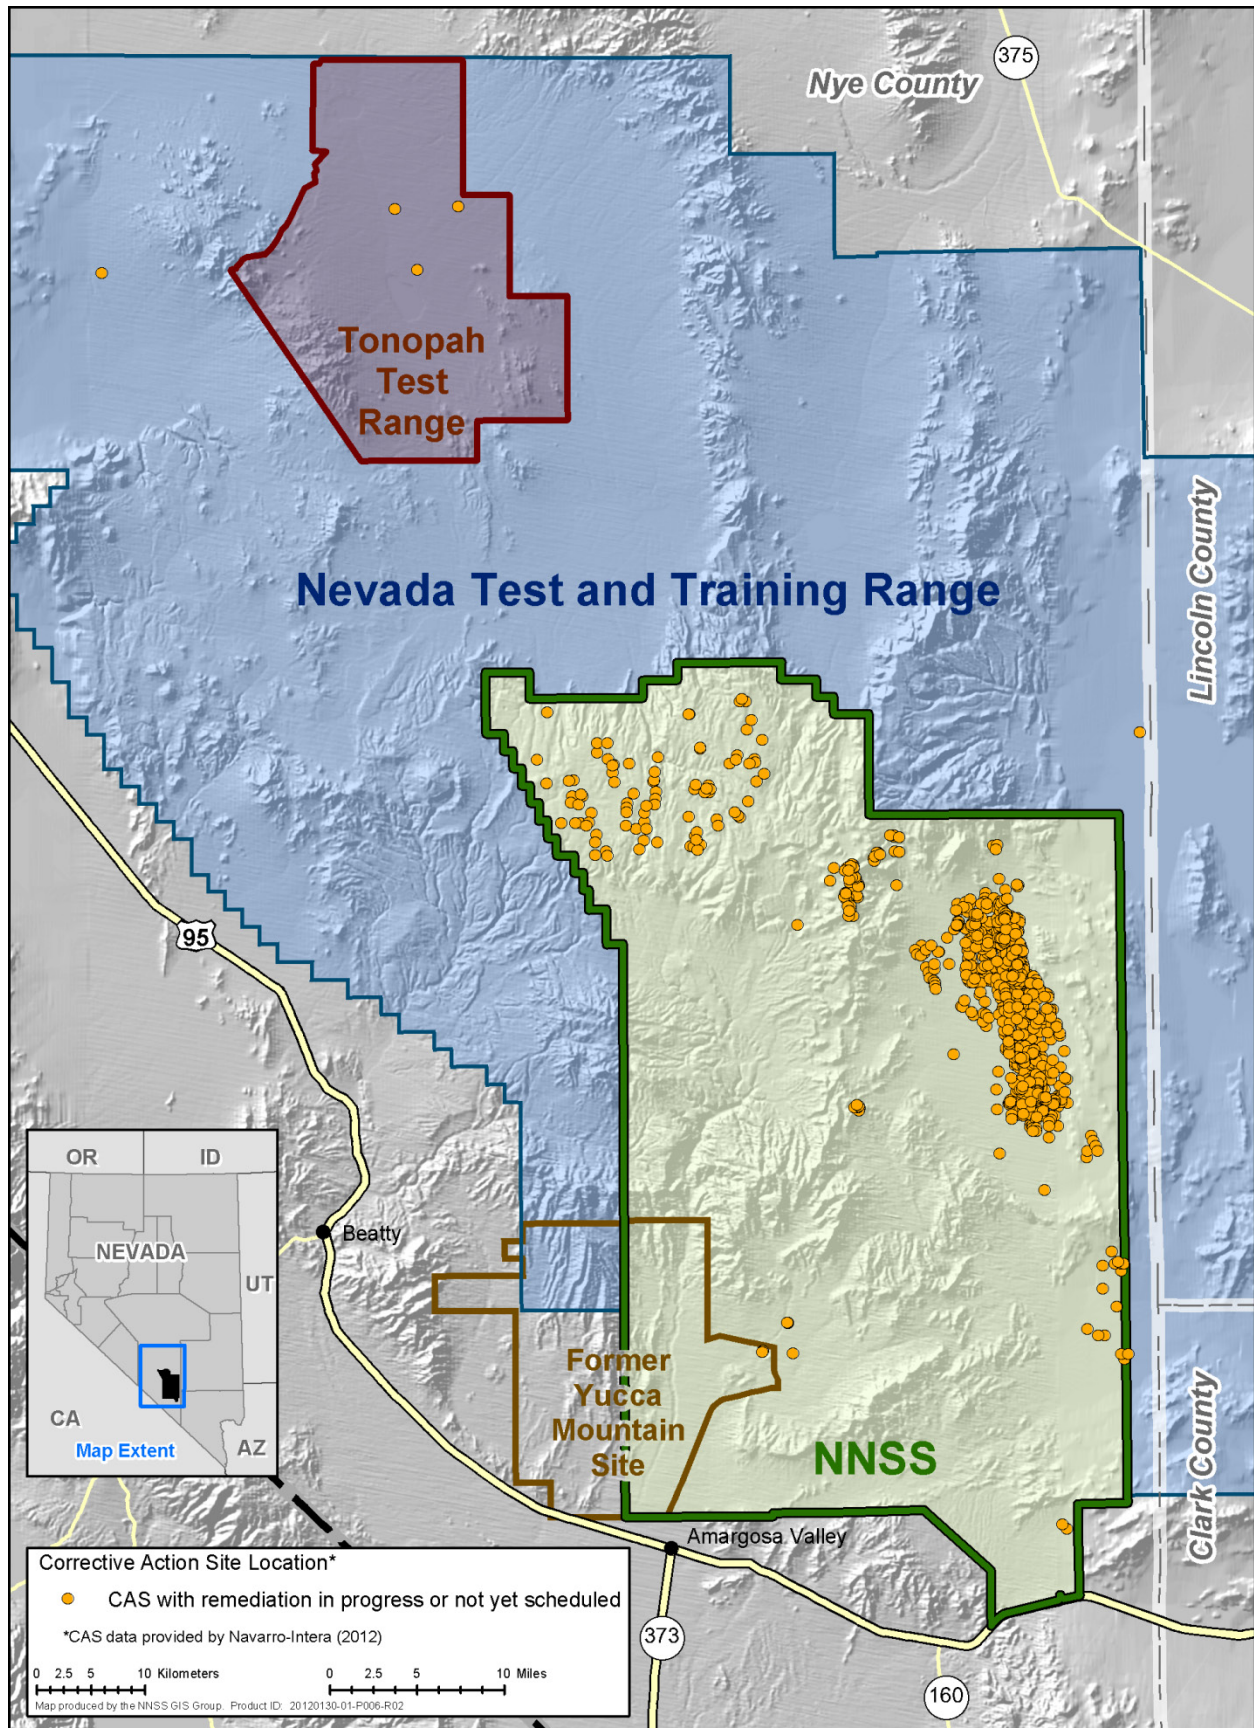 375
Nye County
Tonopah
Test
Range
Nevada Test and Training Range
Lincoln County
95
OR
ID
NEVADA
UT
CA
AZ
Map Extent
Beatty
Former
Yucca
Mountain
Site
NNSS
Clark County
Amargosa Valley
373
160
Corrective Action Site Location*
CAS with remediation in progress or not yet scheduled
*CAS data provided by Navarro-Intera (2012)
0 2.5 5 10 Kilometers
0 2.5 5 10 Miles
Map produced by the NNSS GIS Group. Product ID: 20120130-01-P006-R02